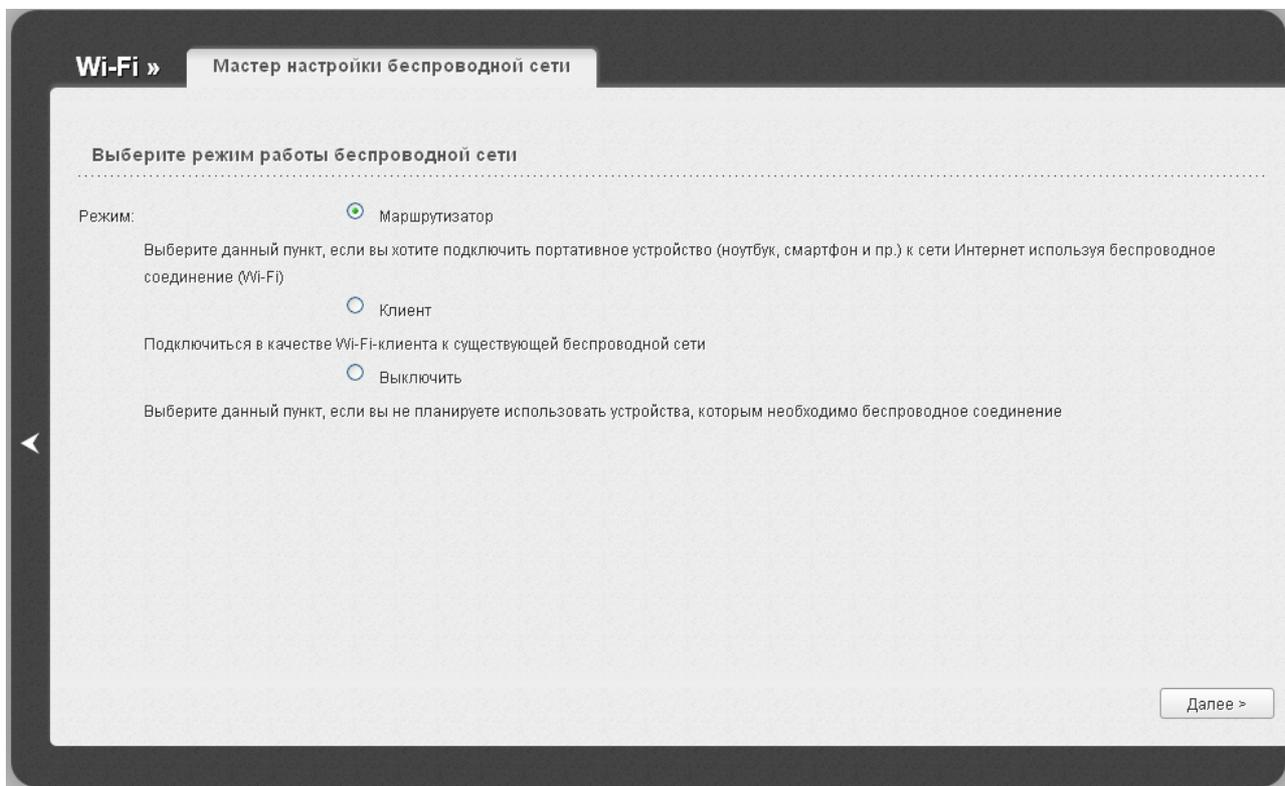 Wi-Fi »
Мастер настройки беспроводной сети
Выберите режим работы беспроводной сети
Режим:
Маршрутизатор
Выберите данный пункт, если вы хотите подключить портативное устройство (ноутбук, смартфон и пр.) к сети Интернет используя беспроводное
соединение (Wi-Fi)
Клиент
Подключиться в качестве Wi-Fi-клиента к существующей беспроводной сети
Выключить
Выберите данный пункт, если вы не планируете использовать устройства, которым необходимо беспроводное соединение
Далее >